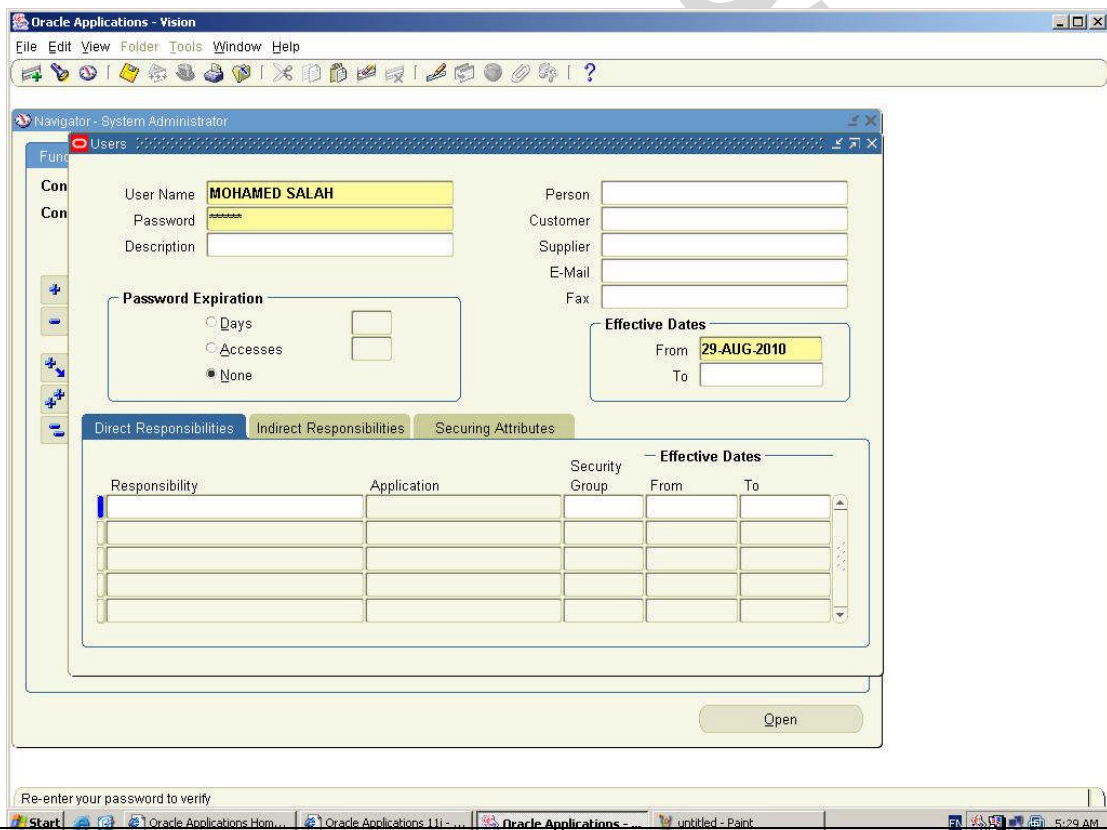 Oracle Applications - Vision
File Edit View Folder Tools Window Help
Navigator - System Administrator
Users
Func
Con
Con
User Name MOHAMED SALAH
Password ******
Description
Person
Customer
Supplier
E-Mail
Fax
Password Expiration
Days
Accesses
None
Effective Dates
From 29-AUG-2010
To
Direct Responsibilities Indirect Responsibilities Securing Attributes
Effective Dates
Responsibility Application Security Group From To
Open
Re-enter your password to verify
Start Oracle Applications Hom... Oracle Applications 11i - ... Oracle Applications - ... untitled - Paint EN 5:29 AM